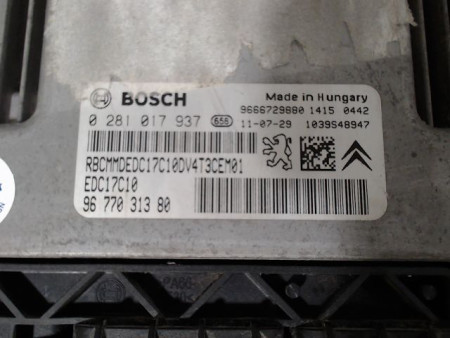 BOSCH
Made in Hungary
9666729880 1415 0442
0 281 017 937 656 11-07-29 1039S48947
RBCMMDEDC17C10DV4T3CEM01
EDC17C10
96 770 313 80